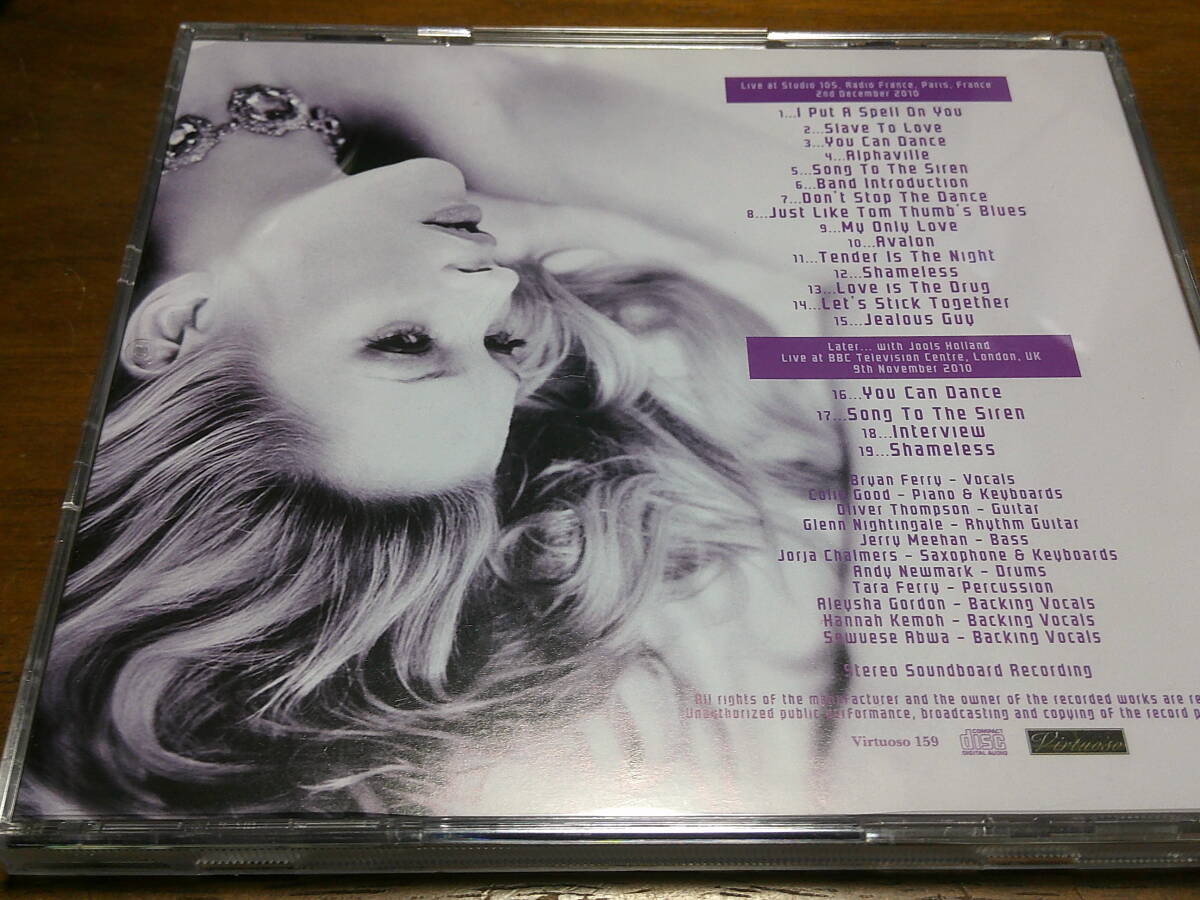 Live at Studio 105, Radio France, Paris, France
2nd December 2010
1...I Put A Spell On You
2...Slave To Love
3...You Can Dance
4...Alphaville
5...Song To The Siren
6...Band Introduction
7...Don't Stop The Dance
8...Just Like Tom Thumb's Blues
9...My Only Love
10...Avalon
11...Tender Is The Night
12...Shameless
13...Love is The Drug
14...Let's Stick Together
15...Jealous Guy
Later... with Jools Holland
Live at BBC Television Centre, London, UK
9th November 2010
16...You Can Dance
17...Song To The Siren
18...Interview
19...Shameless
Bryan Ferry - Vocals
Colin Good - Piano & Keyboards
Oliver Thompson - Guitar
Glenn Nightingale - Rhythm Guitar
Jerry Meehan - Bass
Jorja Chalmers - Saxophone & Keyboards
Andy Newmark - Drums
Tara Ferry - Percussion
Aleysha Gordon - Backing Vocals
Hannah Kemoh - Backing Vocals
Sewuese Abwa - Backing Vocals
Stereo Soundboard Recording
All rights of the manufacturer and the owner of the recorded works are re
Unauthorized public performance, broadcasting and copying of the record p
Virtuoso 159
COMPACT
disc
DIGITAL AUDIO
Virtuoso